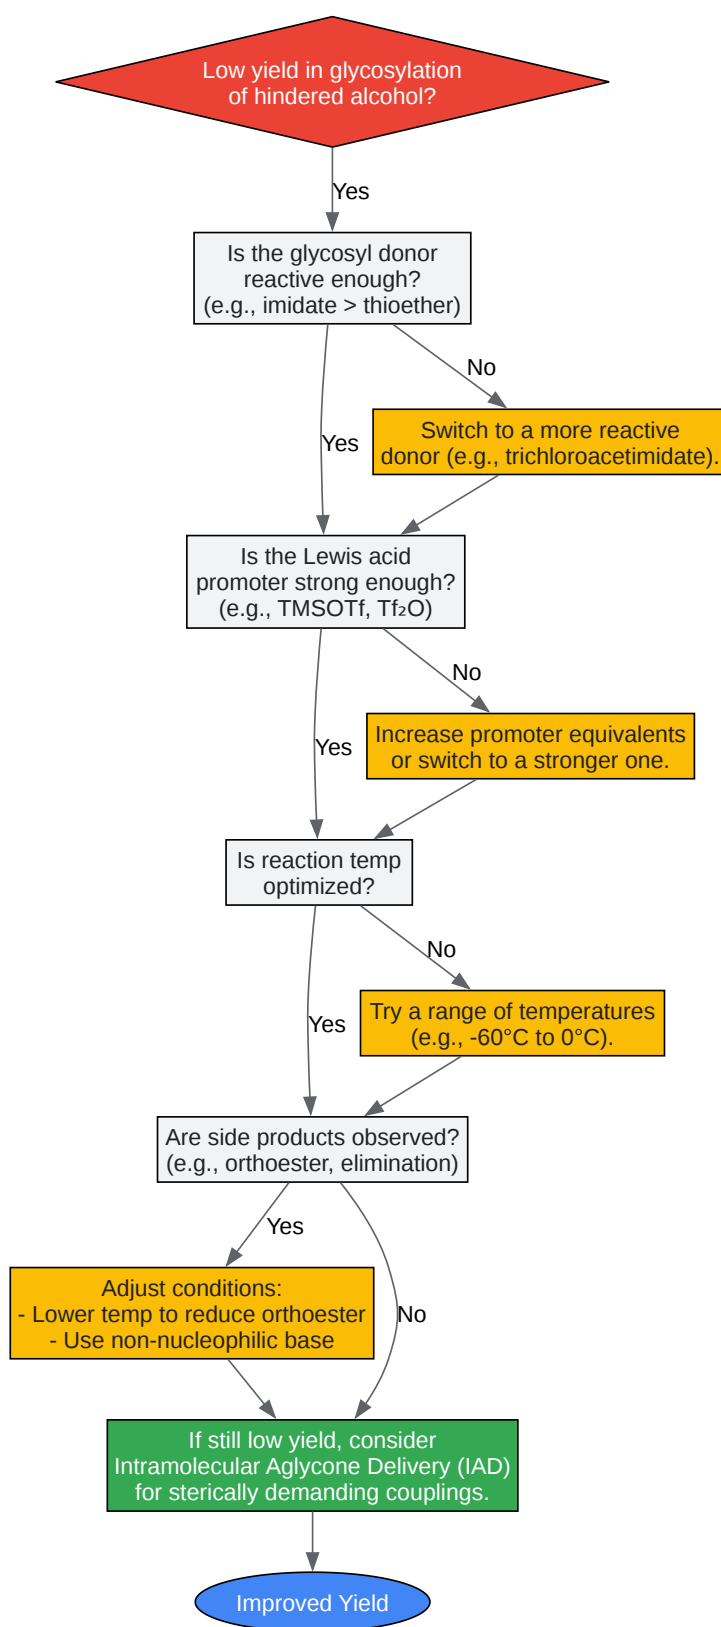 Low yield in glycosylation
of hindered alcohol?
Yes
Is the glycosyl donor
reactive enough?
(e.g., imidate > thioether)
No
Yes
Switch to a more reactive
donor (e.g., trichloroacetimidate).
Is the Lewis acid
promoter strong enough?
(e.g., TMSOTf, Tf₂O)
No
Yes
Increase promoter equivalents
or switch to a stronger one.
Is reaction temp
optimized?
No
Yes
Try a range of temperatures
(e.g., -60°C to 0°C).
Are side products observed?
(e.g., orthoester, elimination)
Yes
No
Adjust conditions:
- Lower temp to reduce orthoester
- Use non-nucleophilic base
If still low yield, consider
Intramolecular Aglycone Delivery (IAD)
for sterically demanding couplings.
Improved Yield